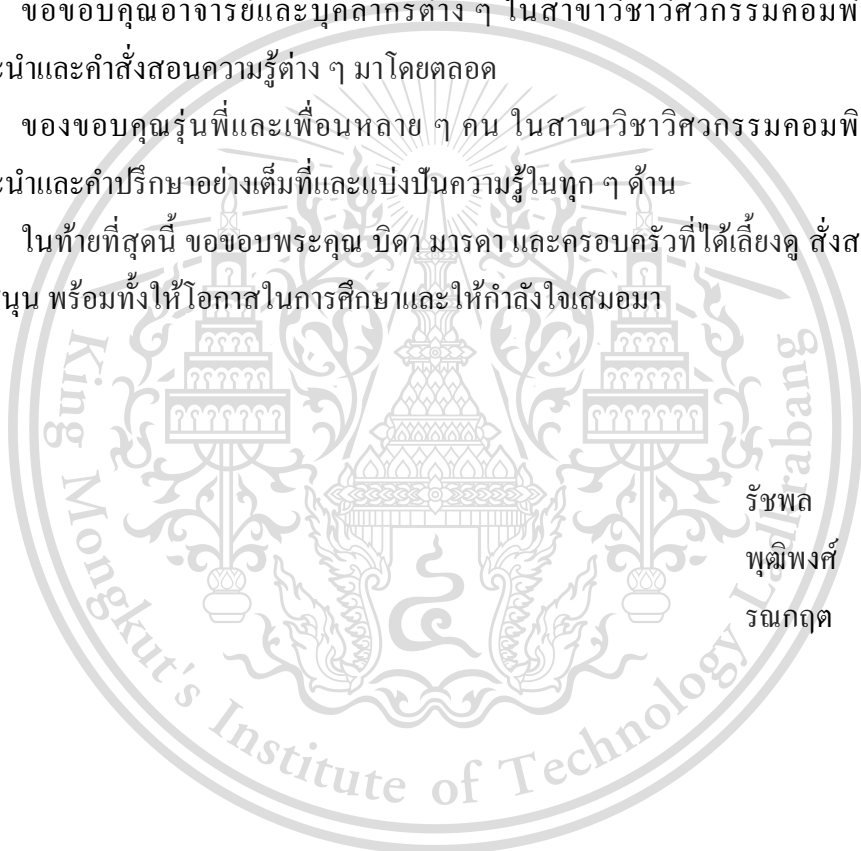 ขอขอบคุณอาจารย์และบุคลากรต่าง ๆ ในสาขาวิชาวิศวกรรมคอมพิ
ะนำและคำสั่งสอนความรู้ต่าง ๆ มาโดยตลอด
ของขอบคุณรุ่นพี่และเพื่อนหลาย ๆ คน ในสาขาวิชาวิศวกรรมคอมพิ
ะนำและคำปรึกษาอย่างเต็มที่และแบ่งปันความรู้ในทุก ๆ ด้าน
ในท้ายที่สุดนี้ ขอขอบพระคุณ บิดา มารดา และครอบครัวที่ได้เลี้ยงดู สั่งส
นุน พร้อมทั้งให้โอกาสในการศึกษาและให้กำลังใจเสมอมา
รัชพล
พุฒิพงศ์
รณกฤต
King Mongkut's Institute of Technology Ladkrabang